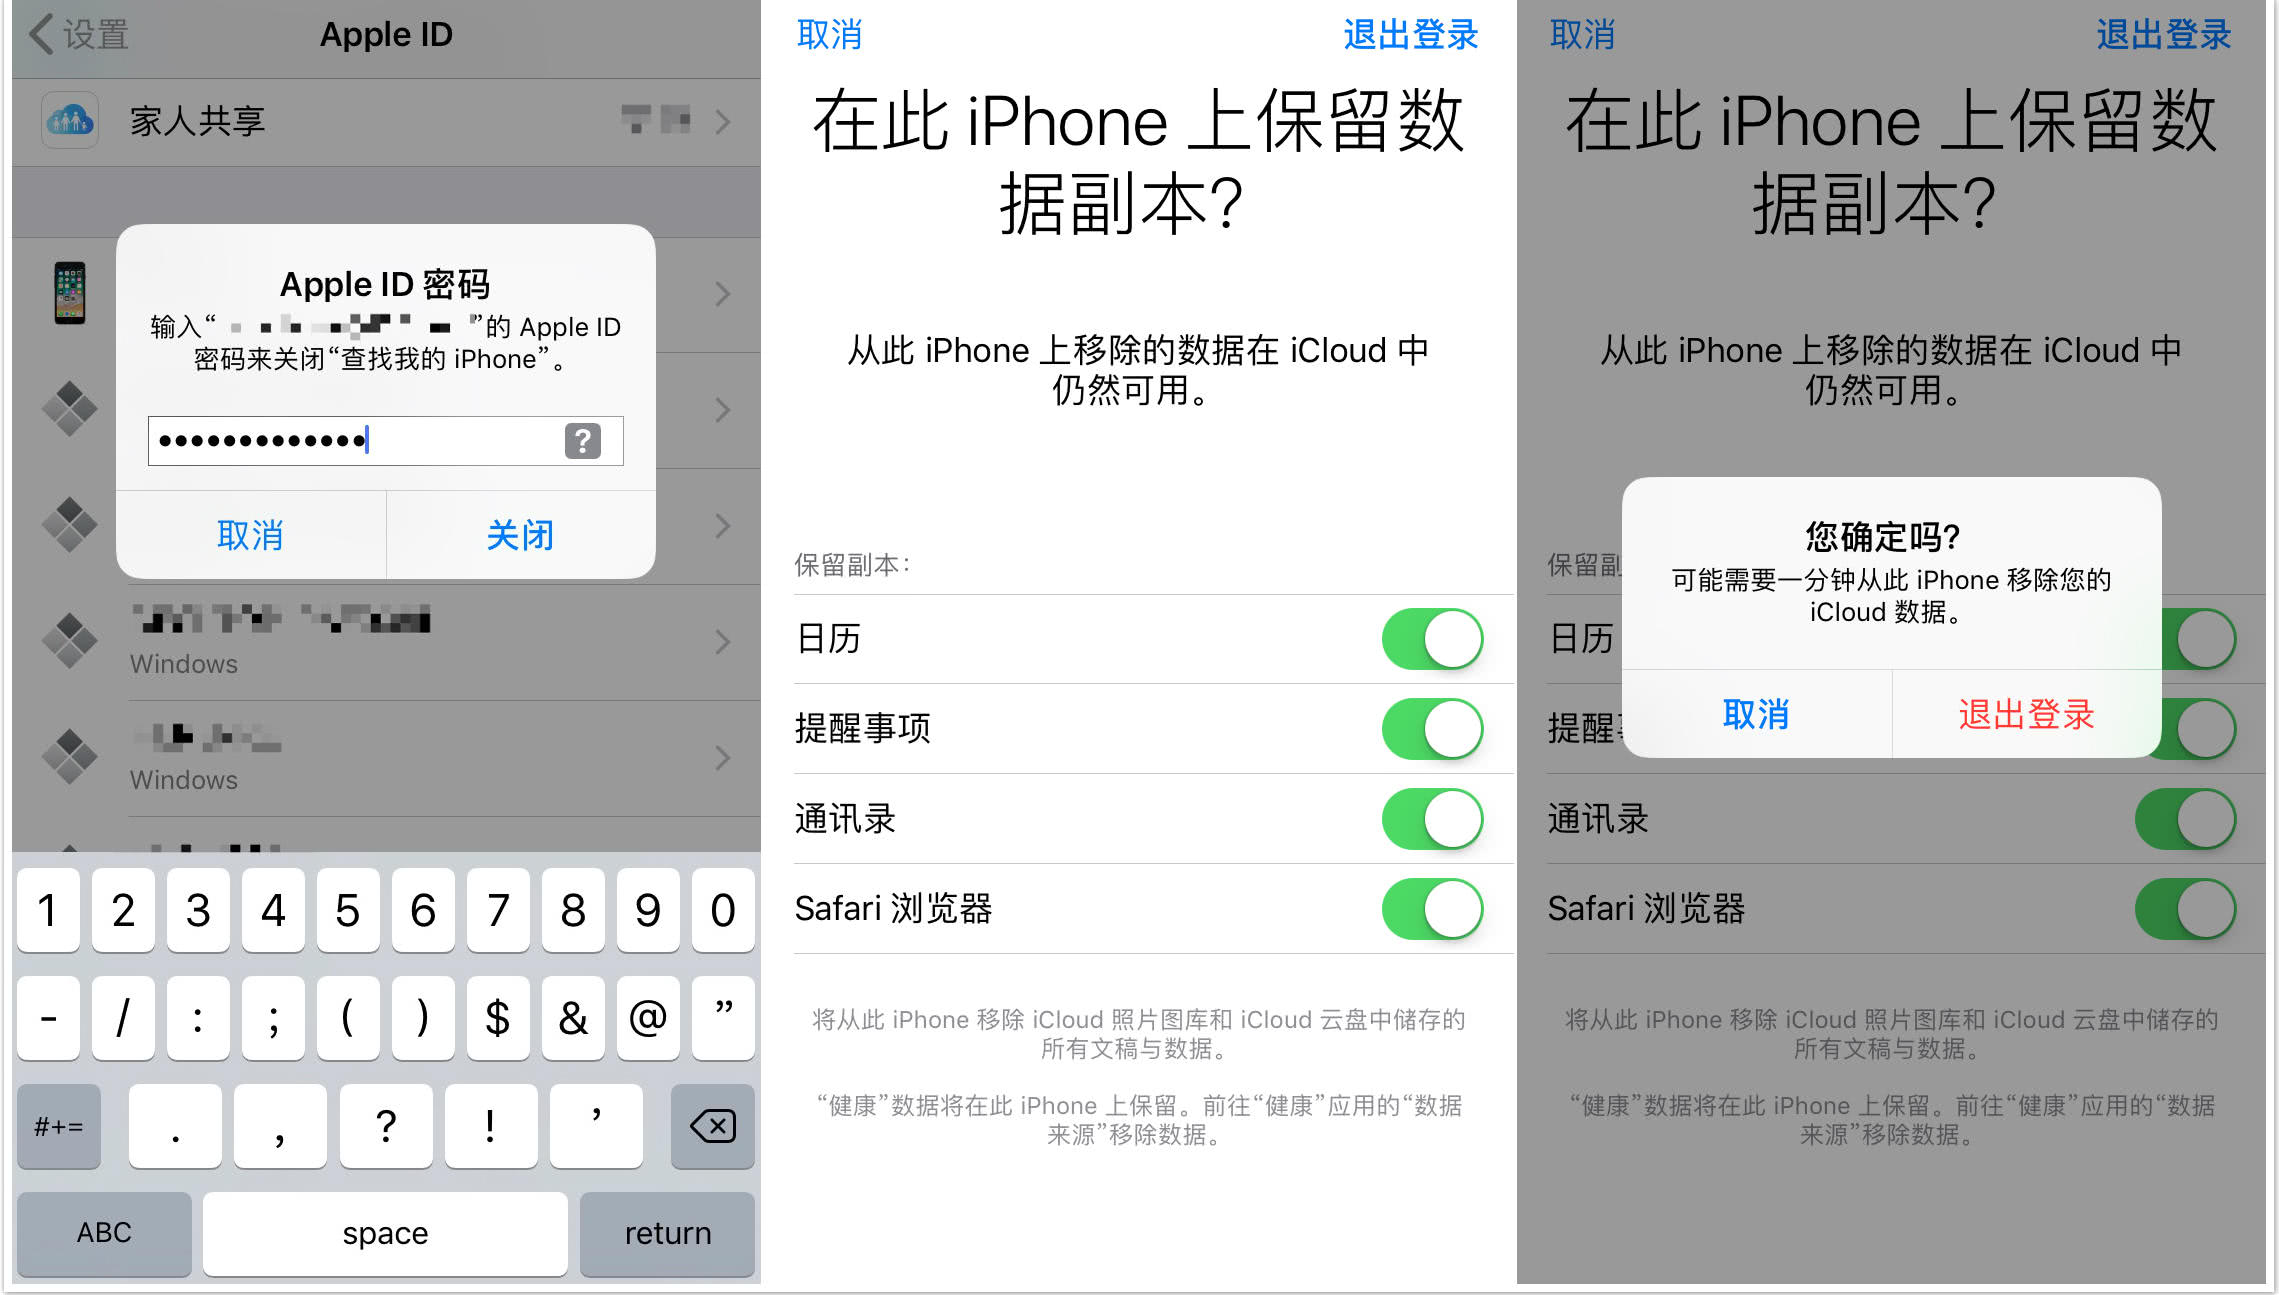 设置
Apple ID
家人共享
Apple ID 密码
输入“
”的 Apple ID
密码来关闭“查找我的 iPhone”。
?
取消
关闭
Windows
Windows
1 2 3 4 5 6 7 8 9 0
- / : ; ( ) $ & @ ”
#+= . , ? ! ’
ABC space return
取消
退出登录
在此 iPhone 上保留数
据副本?
从此 iPhone 上移除的数据在 iCloud 中
仍然可用。
保留副本：
日历
提醒事项
通讯录
Safari 浏览器
将从此 iPhone 移除 iCloud 照片图库和 iCloud 云盘中储存的
所有文稿与数据。
“健康”数据将在此 iPhone 上保留。前往“健康”应用的“数据
来源”移除数据。
取消
退出登录
在此 iPhone 上保留数
据副本?
从此 iPhone 上移除的数据在 iCloud 中
仍然可用。
保留副
您确定吗?
可能需要一分钟从此 iPhone 移除您的
iCloud 数据。
取消
退出登录
日历
提醒
通讯录
Safari 浏览器
将从此 iPhone 移除 iCloud 照片图库和 iCloud 云盘中储存的
所有文稿与数据。
“健康”数据将在此 iPhone 上保留。前往“健康”应用的“数据
来源”移除数据。